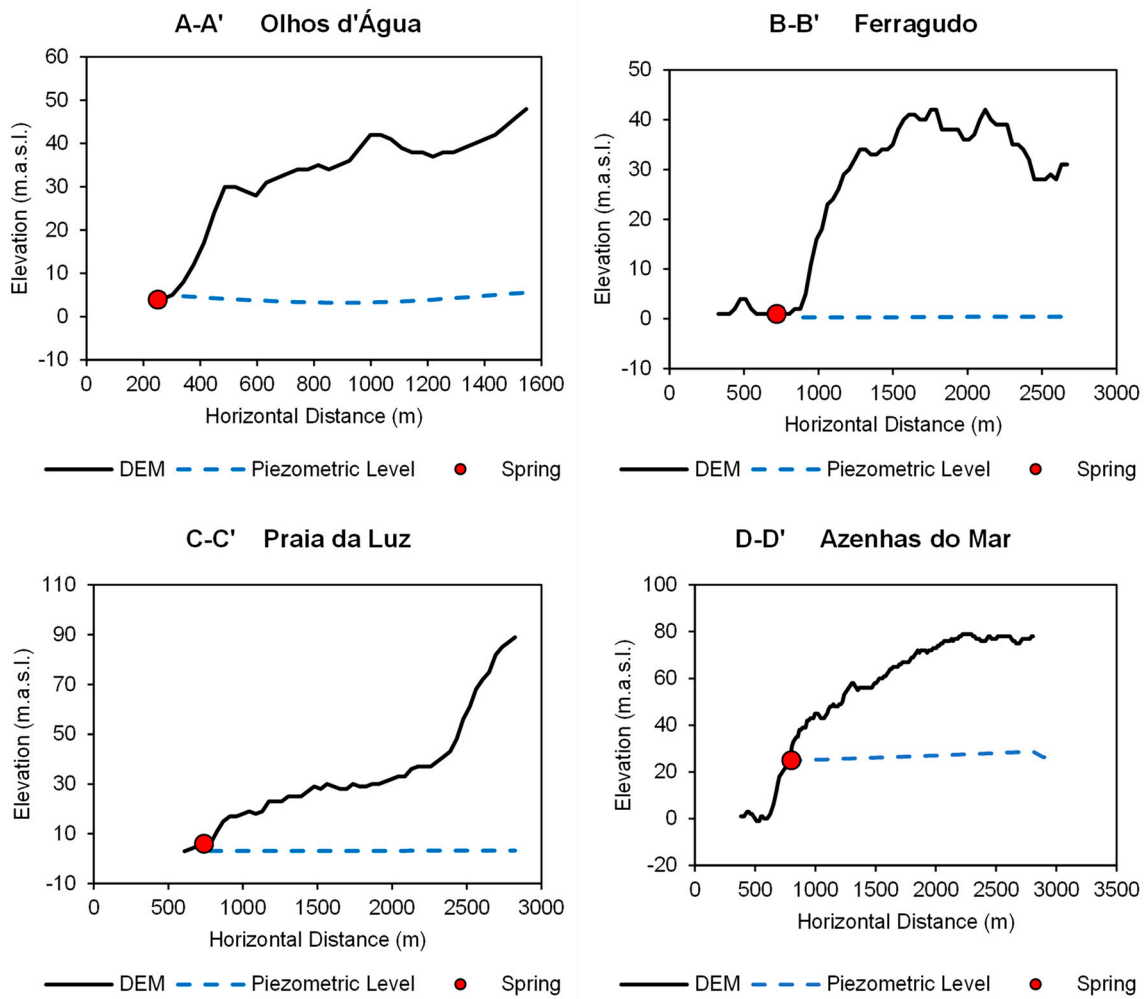 A-A' Olhos d'Água
Elevation (m.a.s.l.)
60
50
40
30
20
10
0
-10
0 200 400 600 800 1000 1200 1400 1600
Horizontal Distance (m)
DEM Piezometric Level Spring
B-B' Ferragudo
Elevation (m.a.s.l.)
50
40
30
20
10
0
-10
0 500 1000 1500 2000 2500 3000
Horizontal Distance (m)
DEM Piezometric Level Spring
C-C' Praia da Luz
Elevation (m.a.s.l.)
110
90
70
50
30
10
-10
0 500 1000 1500 2000 2500 3000
Horizontal Distance (m)
DEM Piezometric Level Spring
D-D' Azenhas do Mar
Elevation (m.a.s.l.)
100
80
60
40
20
0
-20
0 500 1000 1500 2000 2500 3000 3500
Horizontal Distance (m)
DEM Piezometric Level Spring